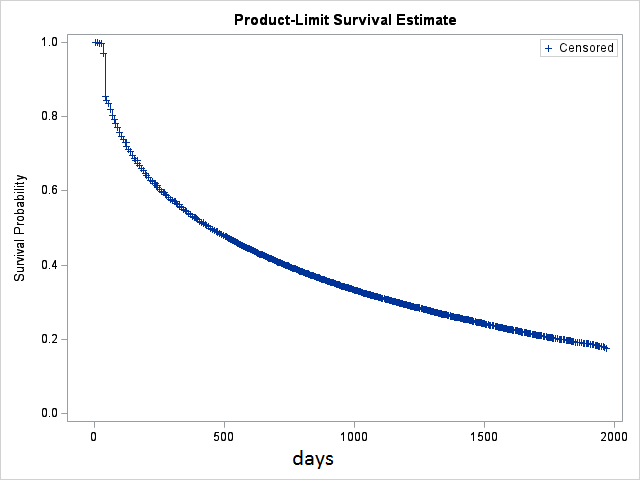 Product-Limit Survival Estimate
+ Censored
1.0
0.8
0.6
0.4
0.2
0.0
Survival Probability
0 500 1000 1500 2000
days